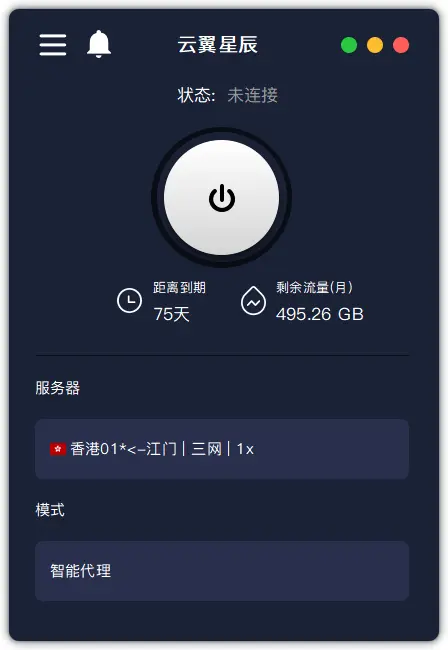 云翼星辰
状态: 未连接
距离到期
75天
剩余流量(月)
495.26 GB
服务器
香港01*<-江门 | 三网 | 1x
模式
智能代理